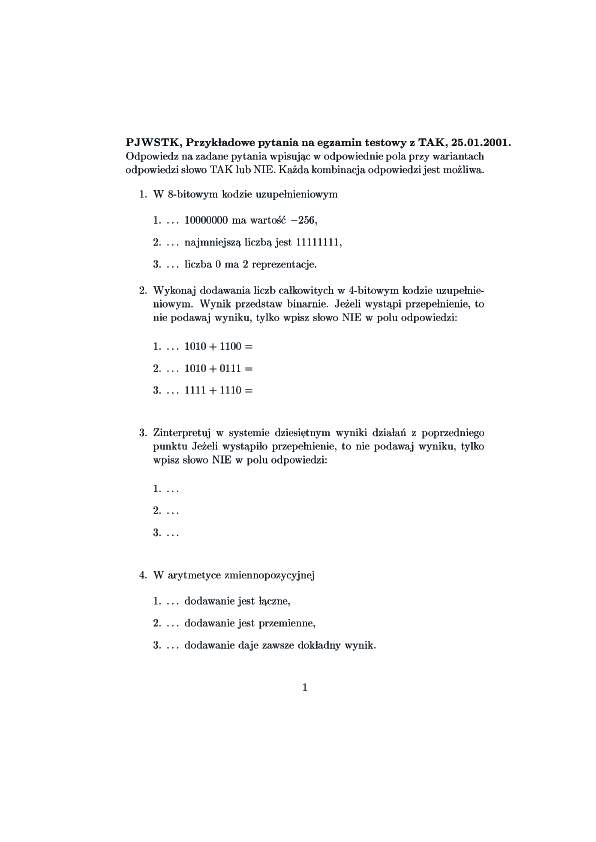 PJWSTK, Przykładowe pytania na egzamin testowy z TAK, 25.01.2001.
Odpowiedz na zadane pytania wpisując w odpowiednie pola przy wariantach
odpowiedzi słowo TAK lub NIE. Każda kombinacja odpowiedzi jest możliwa.
1. W 8-bitowym kodzie uzupełnieniowym
1. ... 10000000 ma wartość −256,
2. ... najmniejszą liczbą jest 11111111,
3. ... liczba 0 ma 2 reprezentacje.
2. Wykonaj dodawania liczb całkowitych w 4-bitowym kodzie uzupełnie-
niowym. Wynik przedstaw binarnie. Jeżeli wystąpi przepełnienie, to
nie podawaj wyniku, tylko wpisz słowo NIE w polu odpowiedzi:
1. ... 1010 + 1100 =
2. ... 1010 + 0111 =
3. ... 1111 + 1110 =
3. Zinterpretuj w systemie dziesiętnym wyniki działań z poprzedniego
punktu Jeżeli wystąpiło przepełnienie, to nie podawaj wyniku, tylko
wpisz słowo NIE w polu odpowiedzi:
1. ...
2. ...
3. ...
4. W arytmetyce zmiennopozycyjnej
1. ... dodawanie jest łączne,
2. ... dodawanie jest przemienne,
3. ... dodawanie daje zawsze dokładny wynik.
1